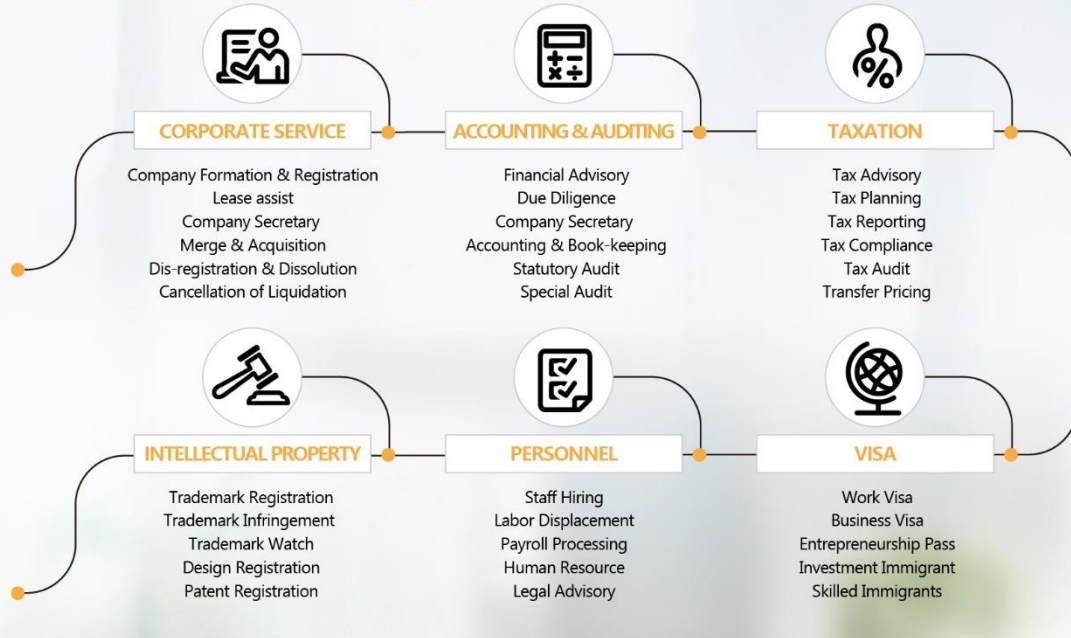 CORPORATE SERVICE
Company Formation & Registration
Lease assist
Company Secretary
Merge & Acquisition
Dis-registration & Dissolution
Cancellation of Liquidation
ACCOUNTING & AUDITING
Financial Advisory
Due Diligence
Company Secretary
Accounting & Book-keeping
Statutory Audit
Special Audit
TAXATION
Tax Advisory
Tax Planning
Tax Reporting
Tax Compliance
Tax Audit
Transfer Pricing
INTELLECTUAL PROPERTY
Trademark Registration
Trademark Infringement
Trademark Watch
Design Registration
Patent Registration
PERSONNEL
Staff Hiring
Labor Displacement
Payroll Processing
Human Resource
Legal Advisory
VISA
Work Visa
Business Visa
Entrepreneurship Pass
Investment Immigrant
Skilled Immigrants